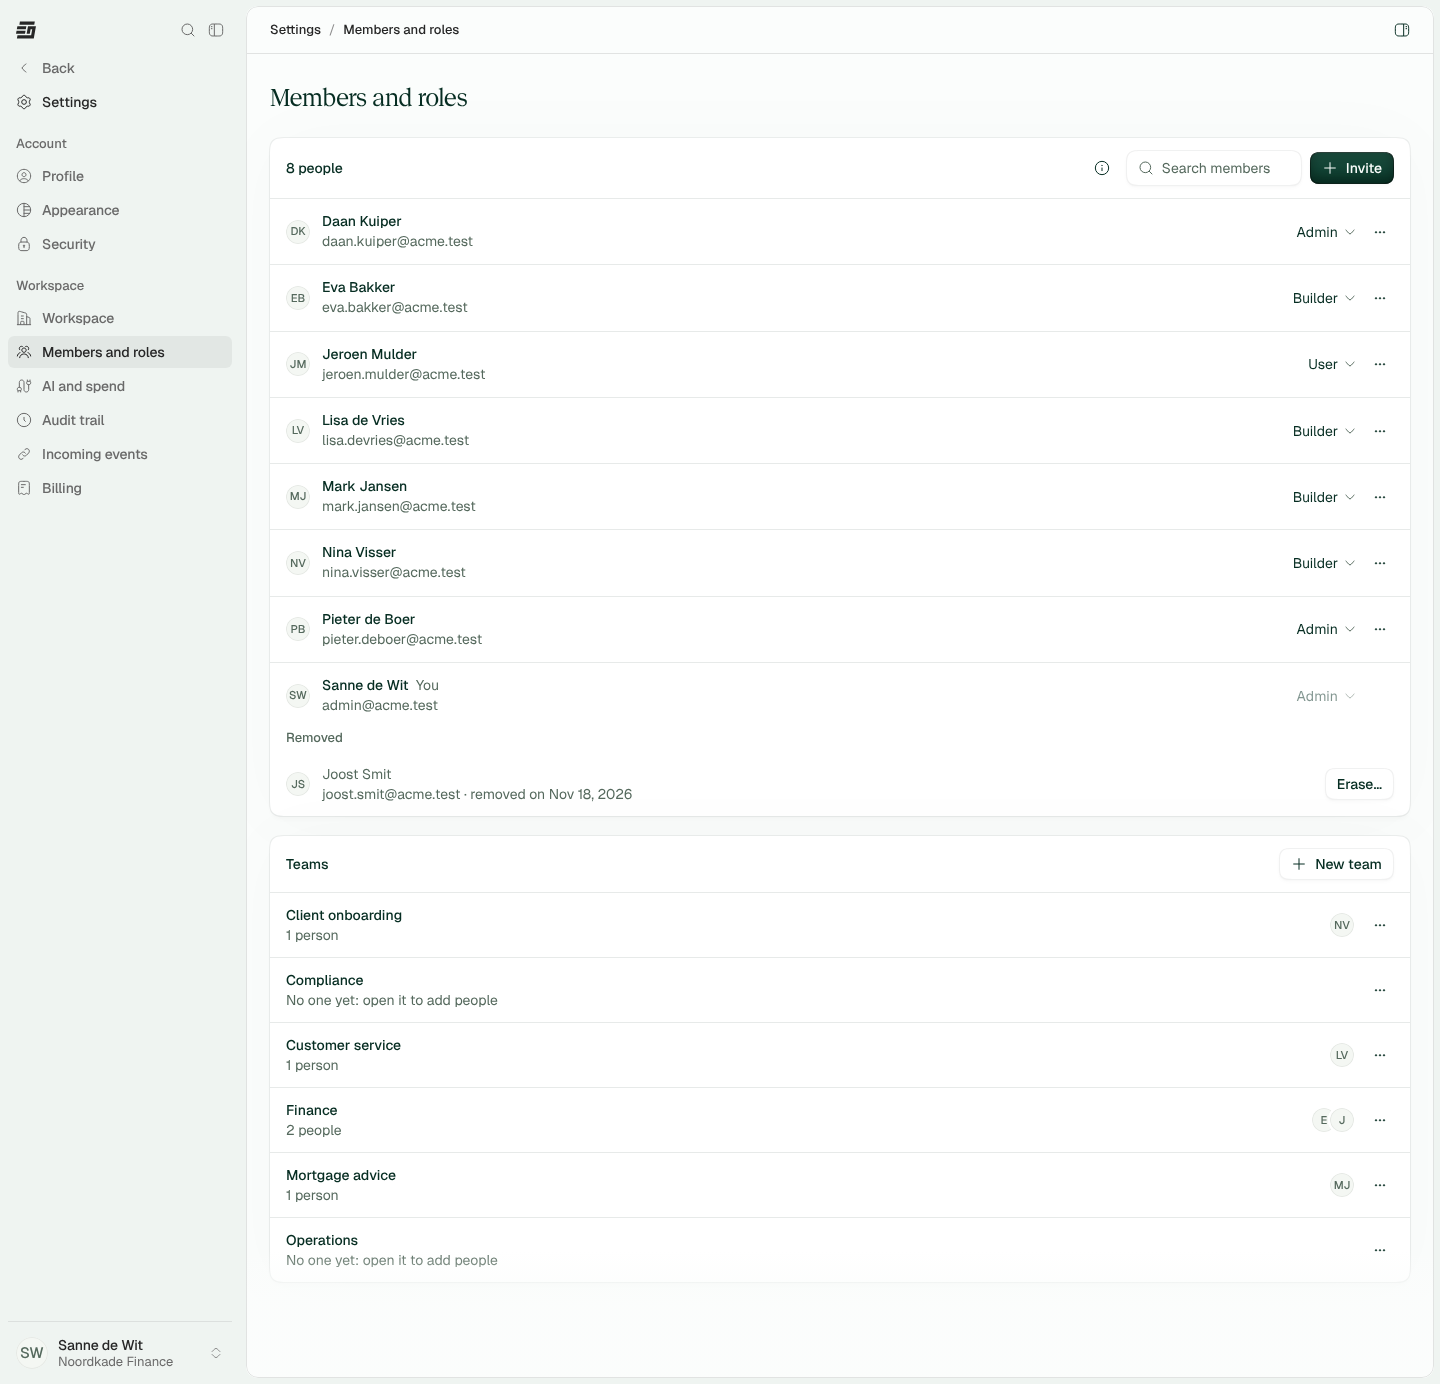 Settings / Members and roles
Back
Settings
Account
Profile
Appearance
Security
Workspace
Workspace
Members and roles
AI and spend
Audit trail
Incoming events
Billing
SW
Sanne de Wit
Noordkade Finance
Members and roles
8 people
Search members
Invite
DK
Daan Kuiper
daan.kuiper@acme.test
Admin
EB
Eva Bakker
eva.bakker@acme.test
Builder
JM
Jeroen Mulder
jeroen.mulder@acme.test
User
LV
Lisa de Vries
lisa.devries@acme.test
Builder
MJ
Mark Jansen
mark.jansen@acme.test
Builder
NV
Nina Visser
nina.visser@acme.test
Builder
PB
Pieter de Boer
pieter.deboer@acme.test
Admin
SW
Sanne de Wit You
admin@acme.test
Admin
Removed
JS
Joost Smit
joost.smit@acme.test · removed on Nov 18, 2026
Erase...
Teams
New team
Client onboarding
1 person
NV
Compliance
No one yet: open it to add people
Customer service
1 person
LV
Finance
2 people
E J
Mortgage advice
1 person
MJ
Operations
No one yet: open it to add people